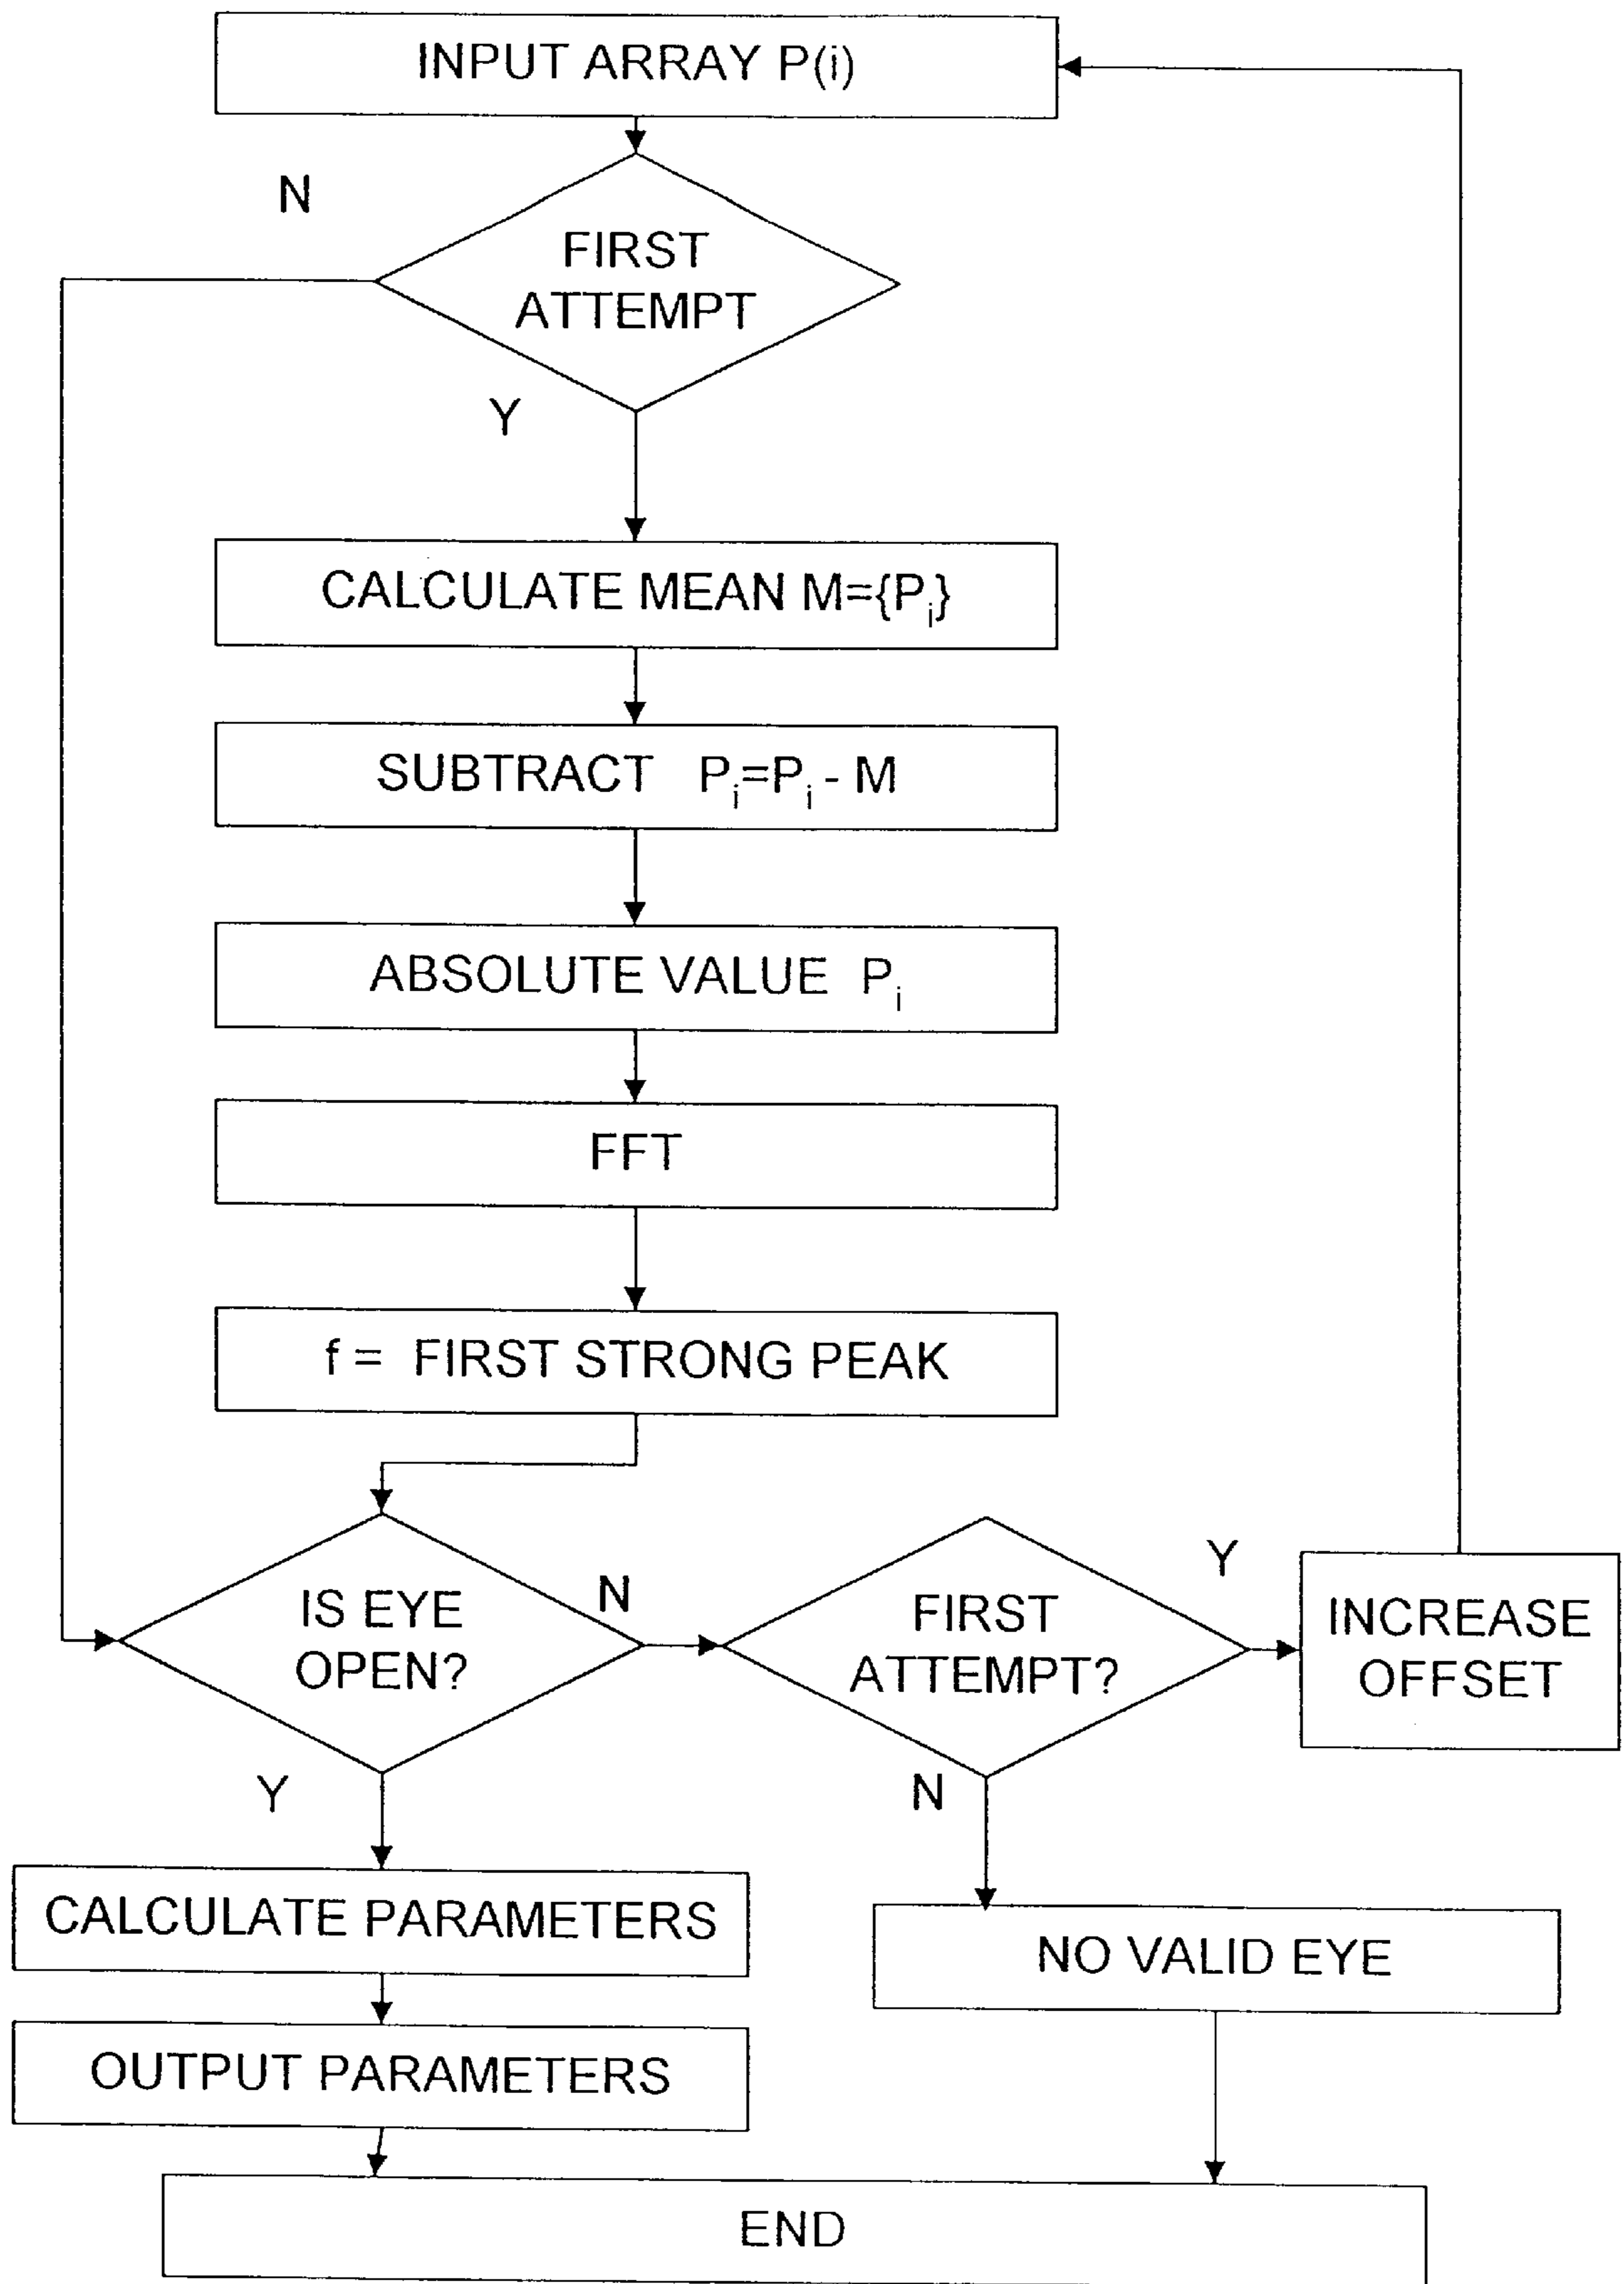 INPUT ARRAY P(i)
N
FIRST
ATTEMPT
Y
CALCULATE MEAN M={Pᵢ}
SUBTRACT Pᵢ=Pᵢ - M
ABSOLUTE VALUE Pᵢ
FFT
f = FIRST STRONG PEAK
IS EYE
OPEN?
N
FIRST
ATTEMPT?
Y
INCREASE
OFFSET
Y
N
CALCULATE PARAMETERS
NO VALID EYE
OUTPUT PARAMETERS
END